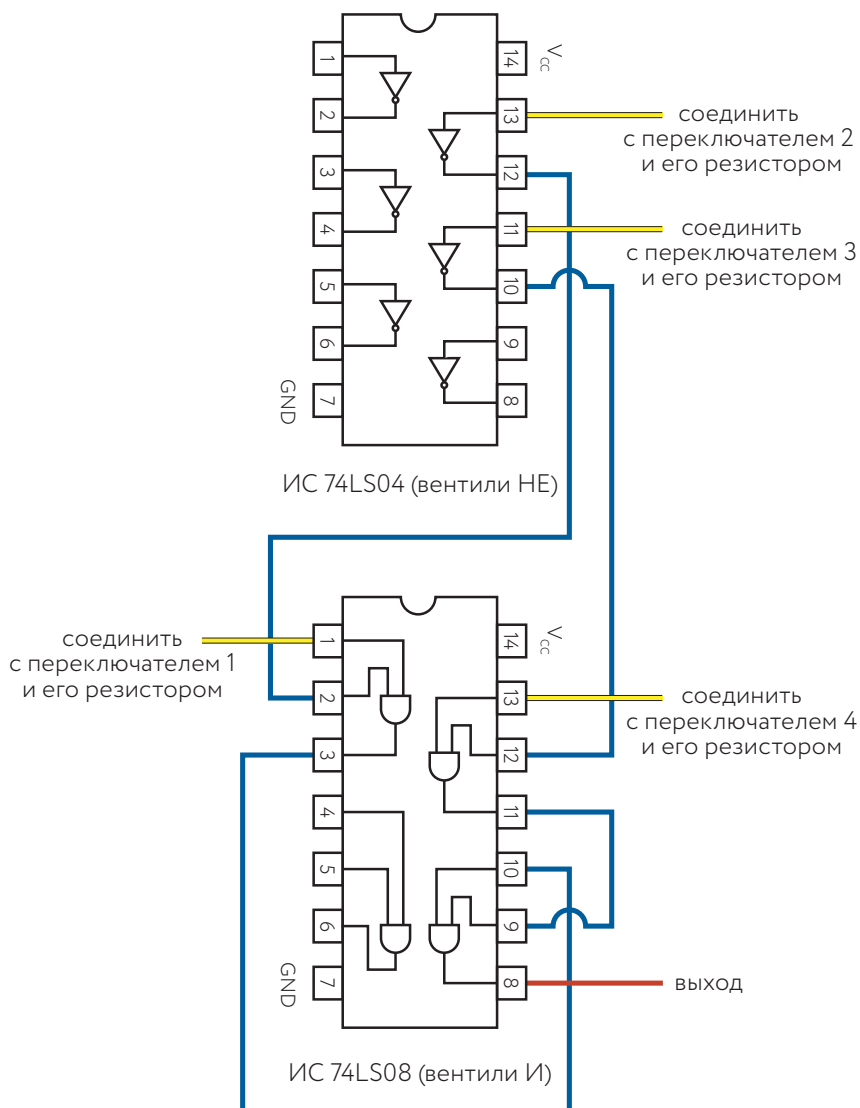 1
14
V
CC
2
13
соединить
с переключателем 2
и его резистором
3
12
4
11
соединить
с переключателем 3
и его резистором
5
10
6
9
GND
7
8
ИС 74LS04 (вентили НЕ)
соединить
с переключателем 1
и его резистором
1
14
V
CC
2
13
соединить
с переключателем 4
и его резистором
3
12
4
11
5
10
6
9
GND
7
8
выход
ИС 74LS08 (вентили И)